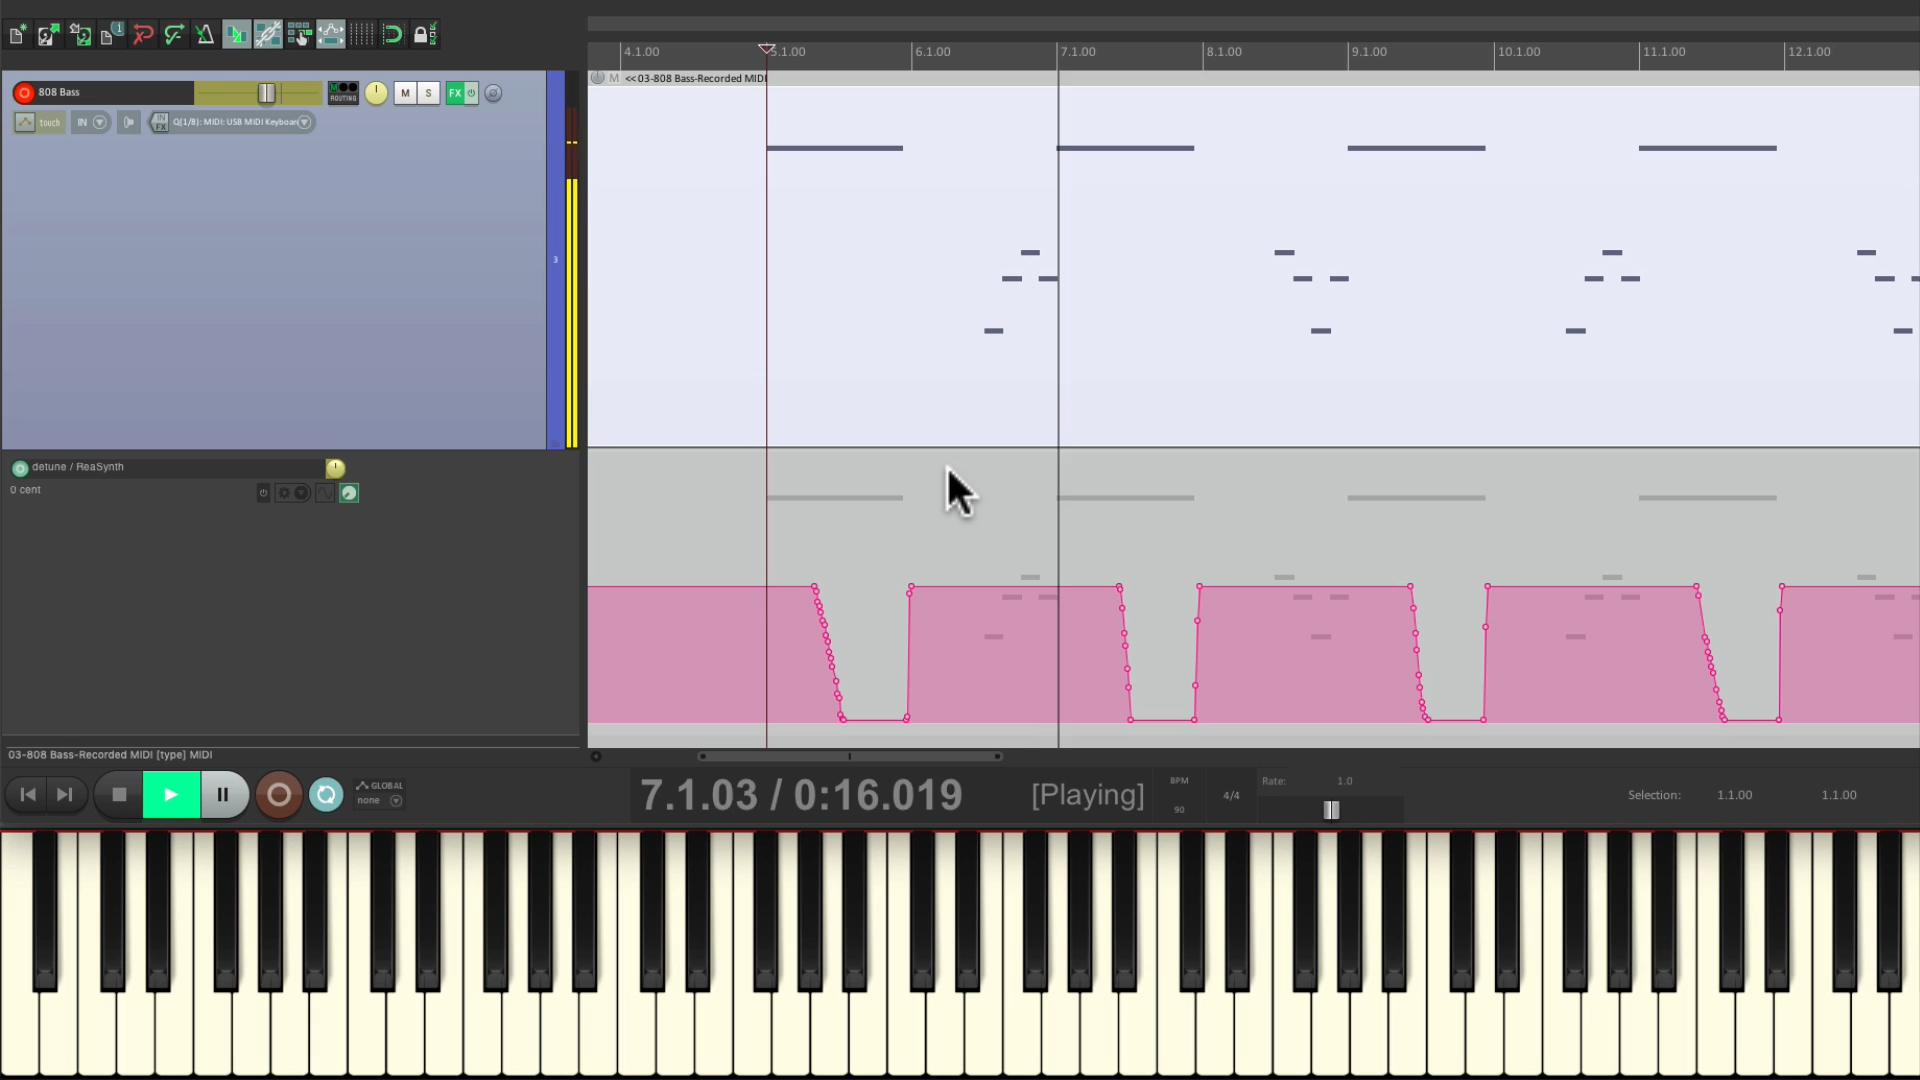 4.1.00 5.1.00 6.1.00 7.1.00 8.1.00 9.1.00 10.1.00 11.1.00 12.1.00
M <<03-808 Bass-Recorded MIDI
808 Bass M ROUTING M S FX
touch IN IN FX Q(1/8): MIDI: USB MIDI Keyboar
3
detune / ReaSynth
0 cent
03-808 Bass-Recorded MIDI [type] MIDI
GLOBAL
none
7.1.03 / 0:16.019 [Playing]
BPM
90
4/4
Rate: 1.0
Selection: 1.1.00 1.1.00